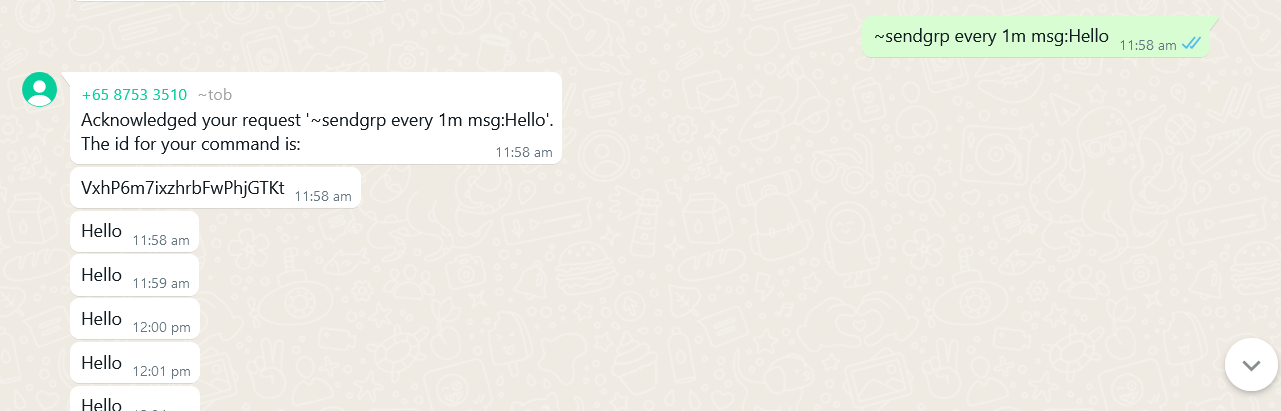 ~sendgrp every 1m msg:Hello 11:58 am
+65 8753 3510 ~tob
Acknowledged your request '~sendgrp every 1m msg:Hello'.
The id for your command is: 11:58 am
VxhP6m7ixzhrbFwPhjGTKt 11:58 am
Hello 11:58 am
Hello 11:59 am
Hello 12:00 pm
Hello 12:01 pm
Hello